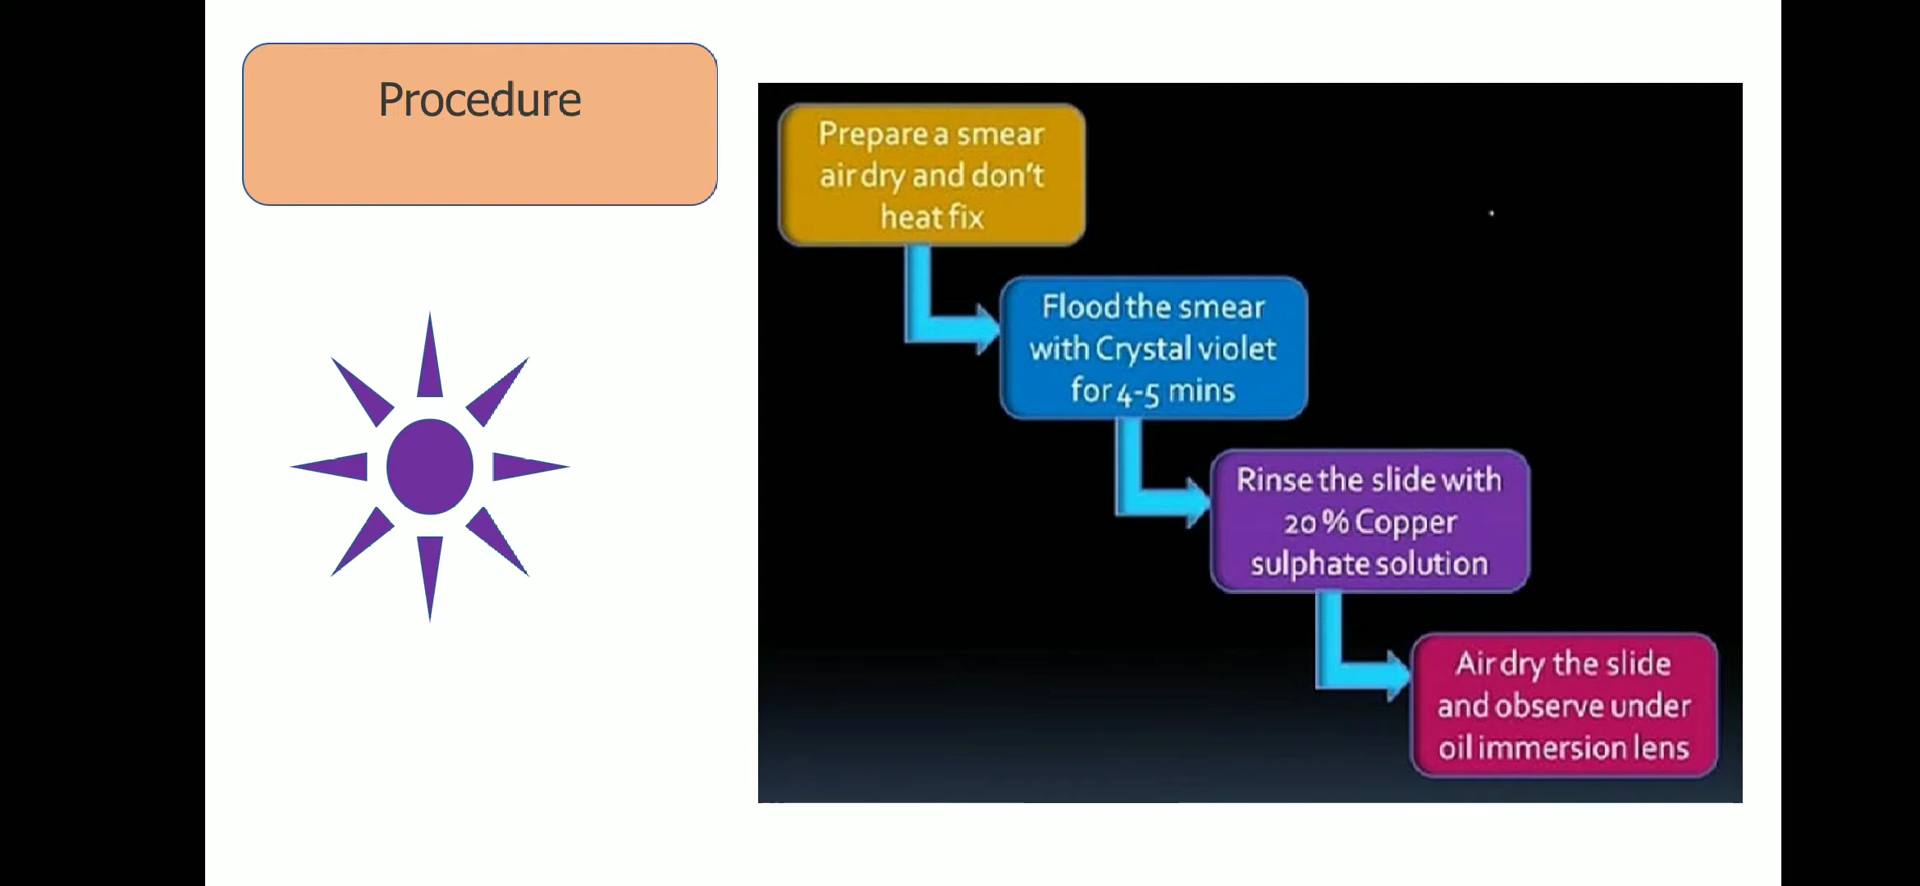 Procedure
Prepare a smear
air dry and don't
heat fix
Flood the smear
with Crystal violet
for 4-5 mins
Rinse the slide with
20 % Copper
sulphate solution
Air dry the slide
and observe under
oil immersion lens